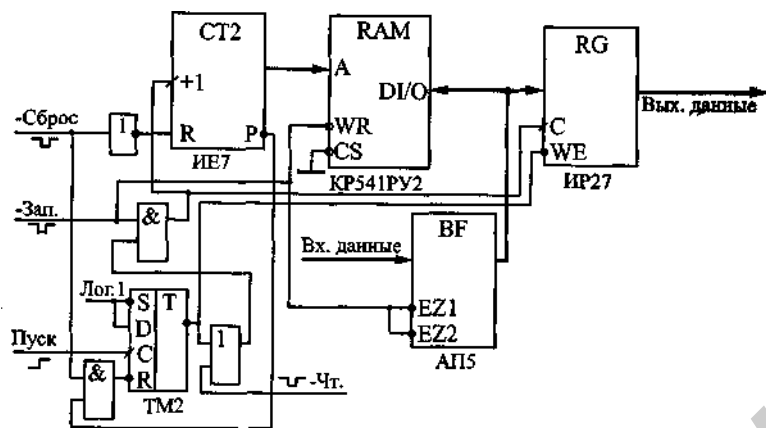 CT2
RAM
RG
+1
A
DI/O
Вых. данные
-Сброс
1
R
P
WR
C
CS
WE
ИЕ7
КР541РУ2
ИР27
-Зап.
&
Вх. данные
BF
Лог.1
S
T
D
Пуск
C
1
EZ1
EZ2
&
R
-Чт.
АП5
ТМ2